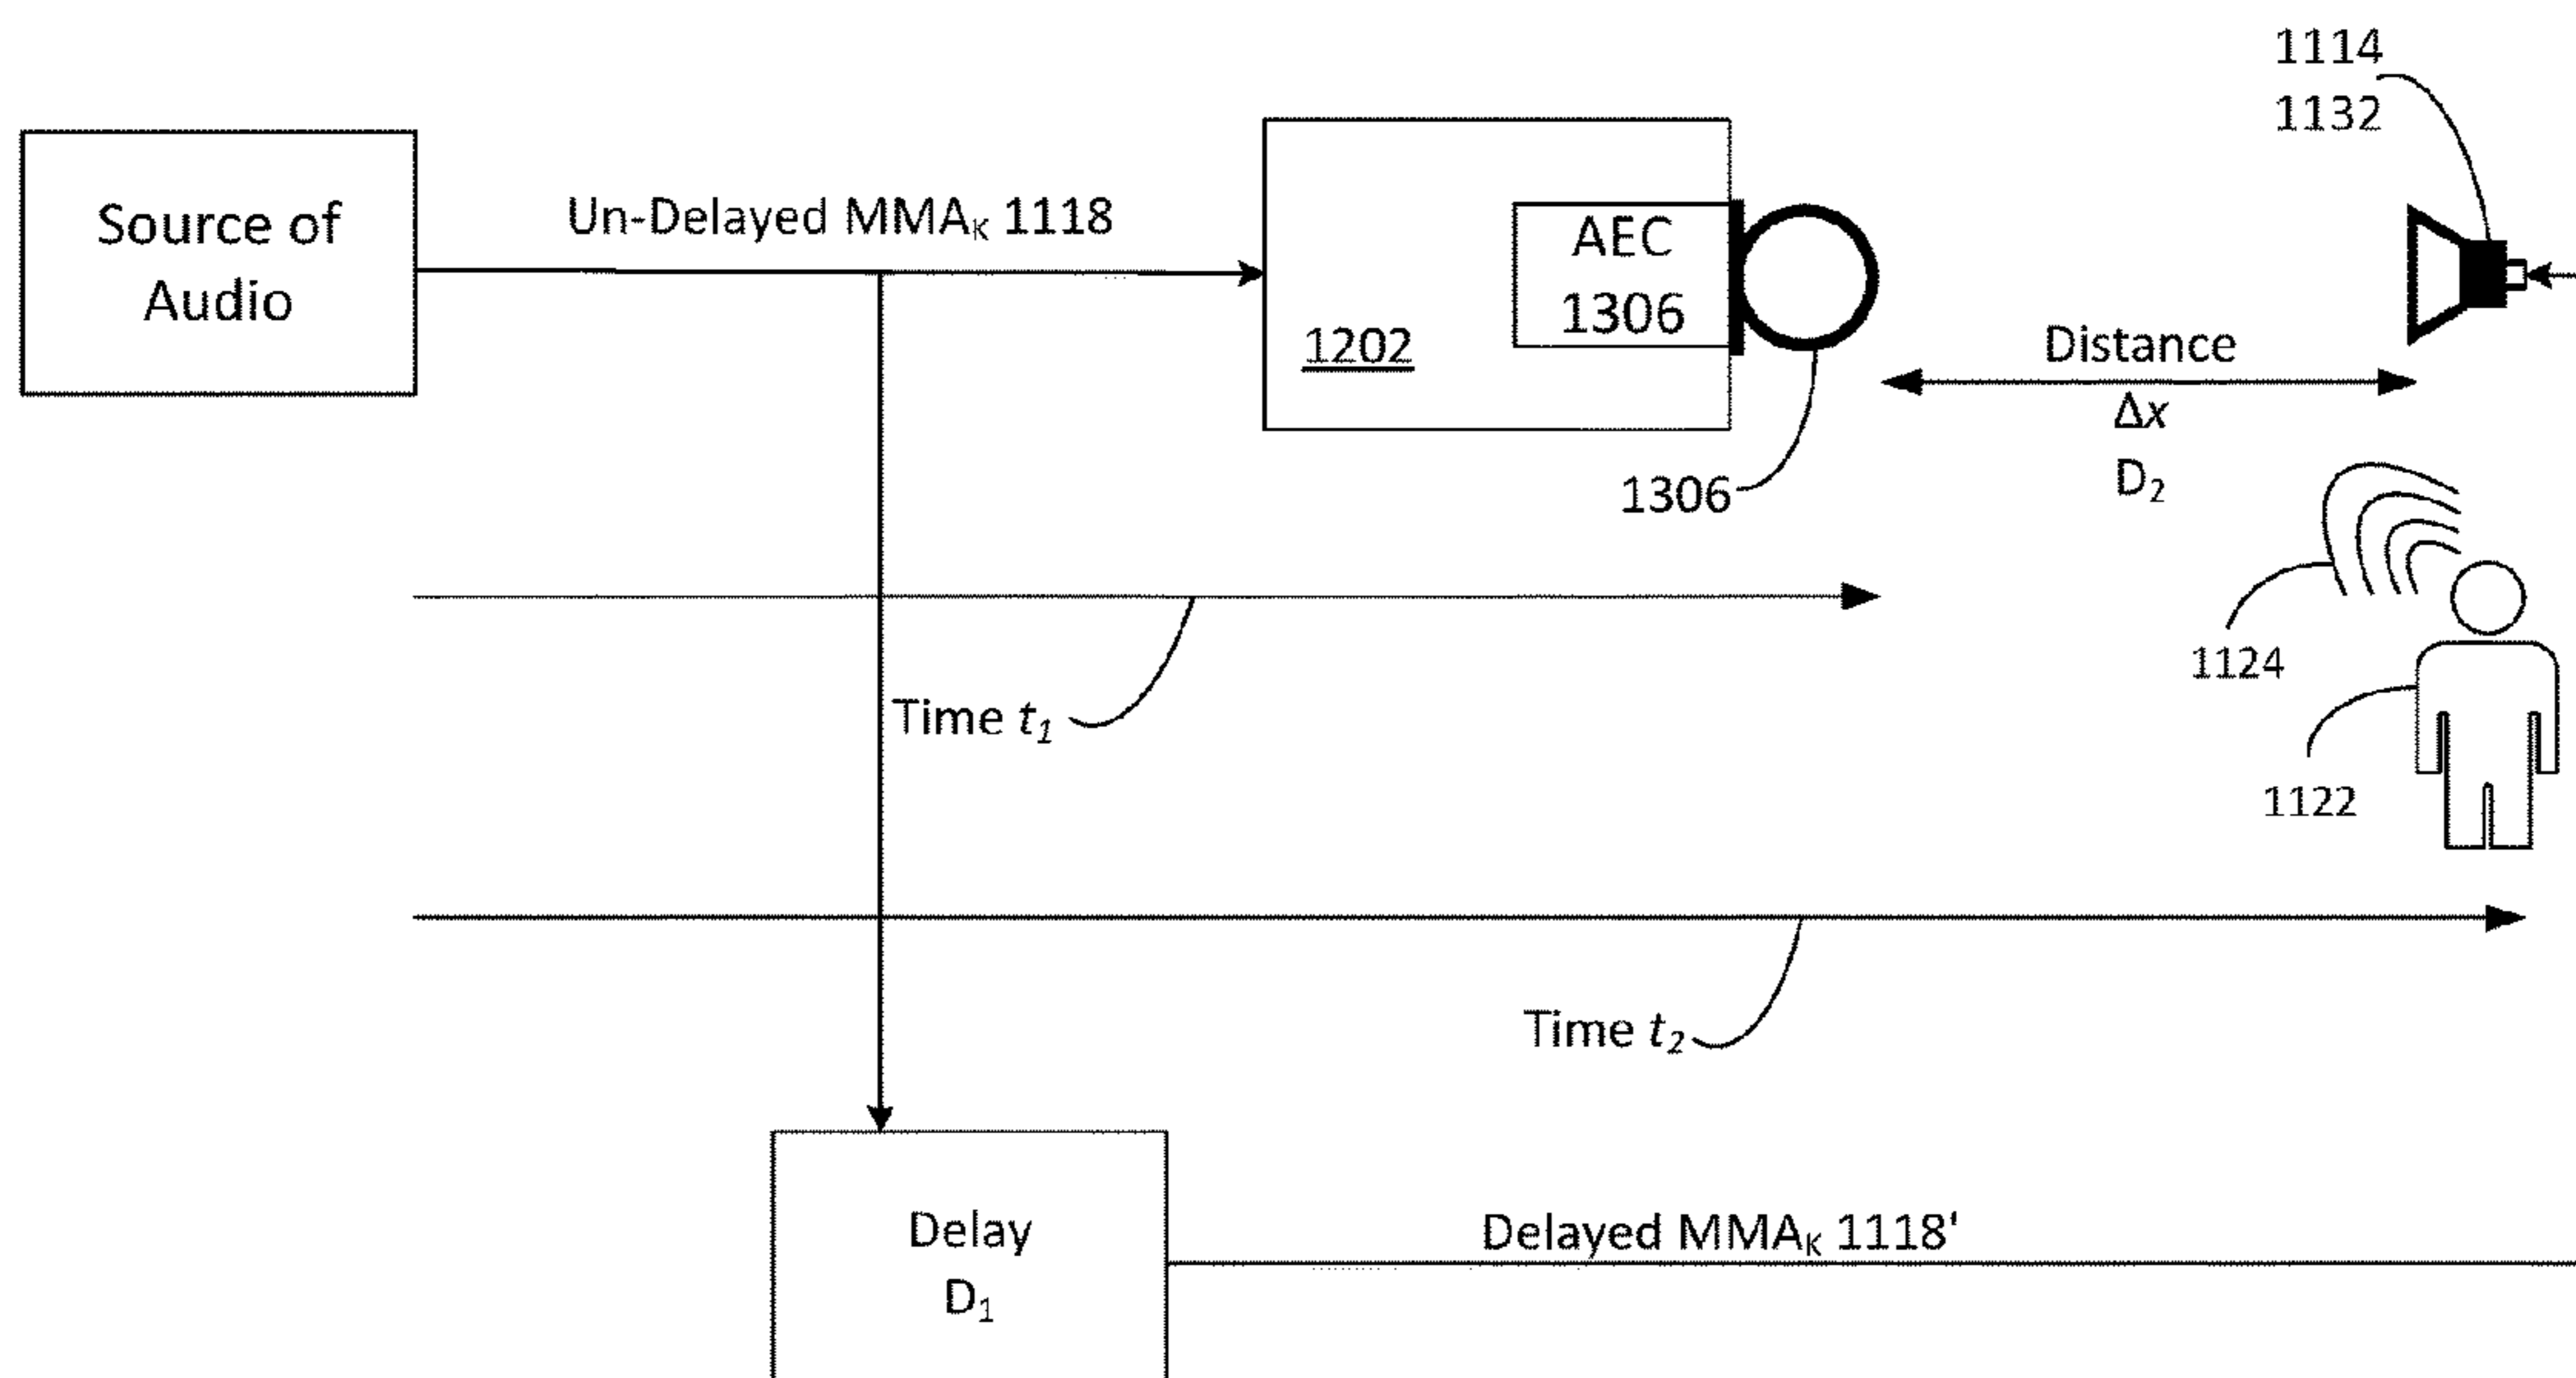 1114
1132
Source of
Audio
Un-Delayed MMAK 1118
AEC
1306
1202
Distance
Δx
D2
1306
1124
Time t1
1122
Time t2
Delay
D1
Delayed MMAK 1118'